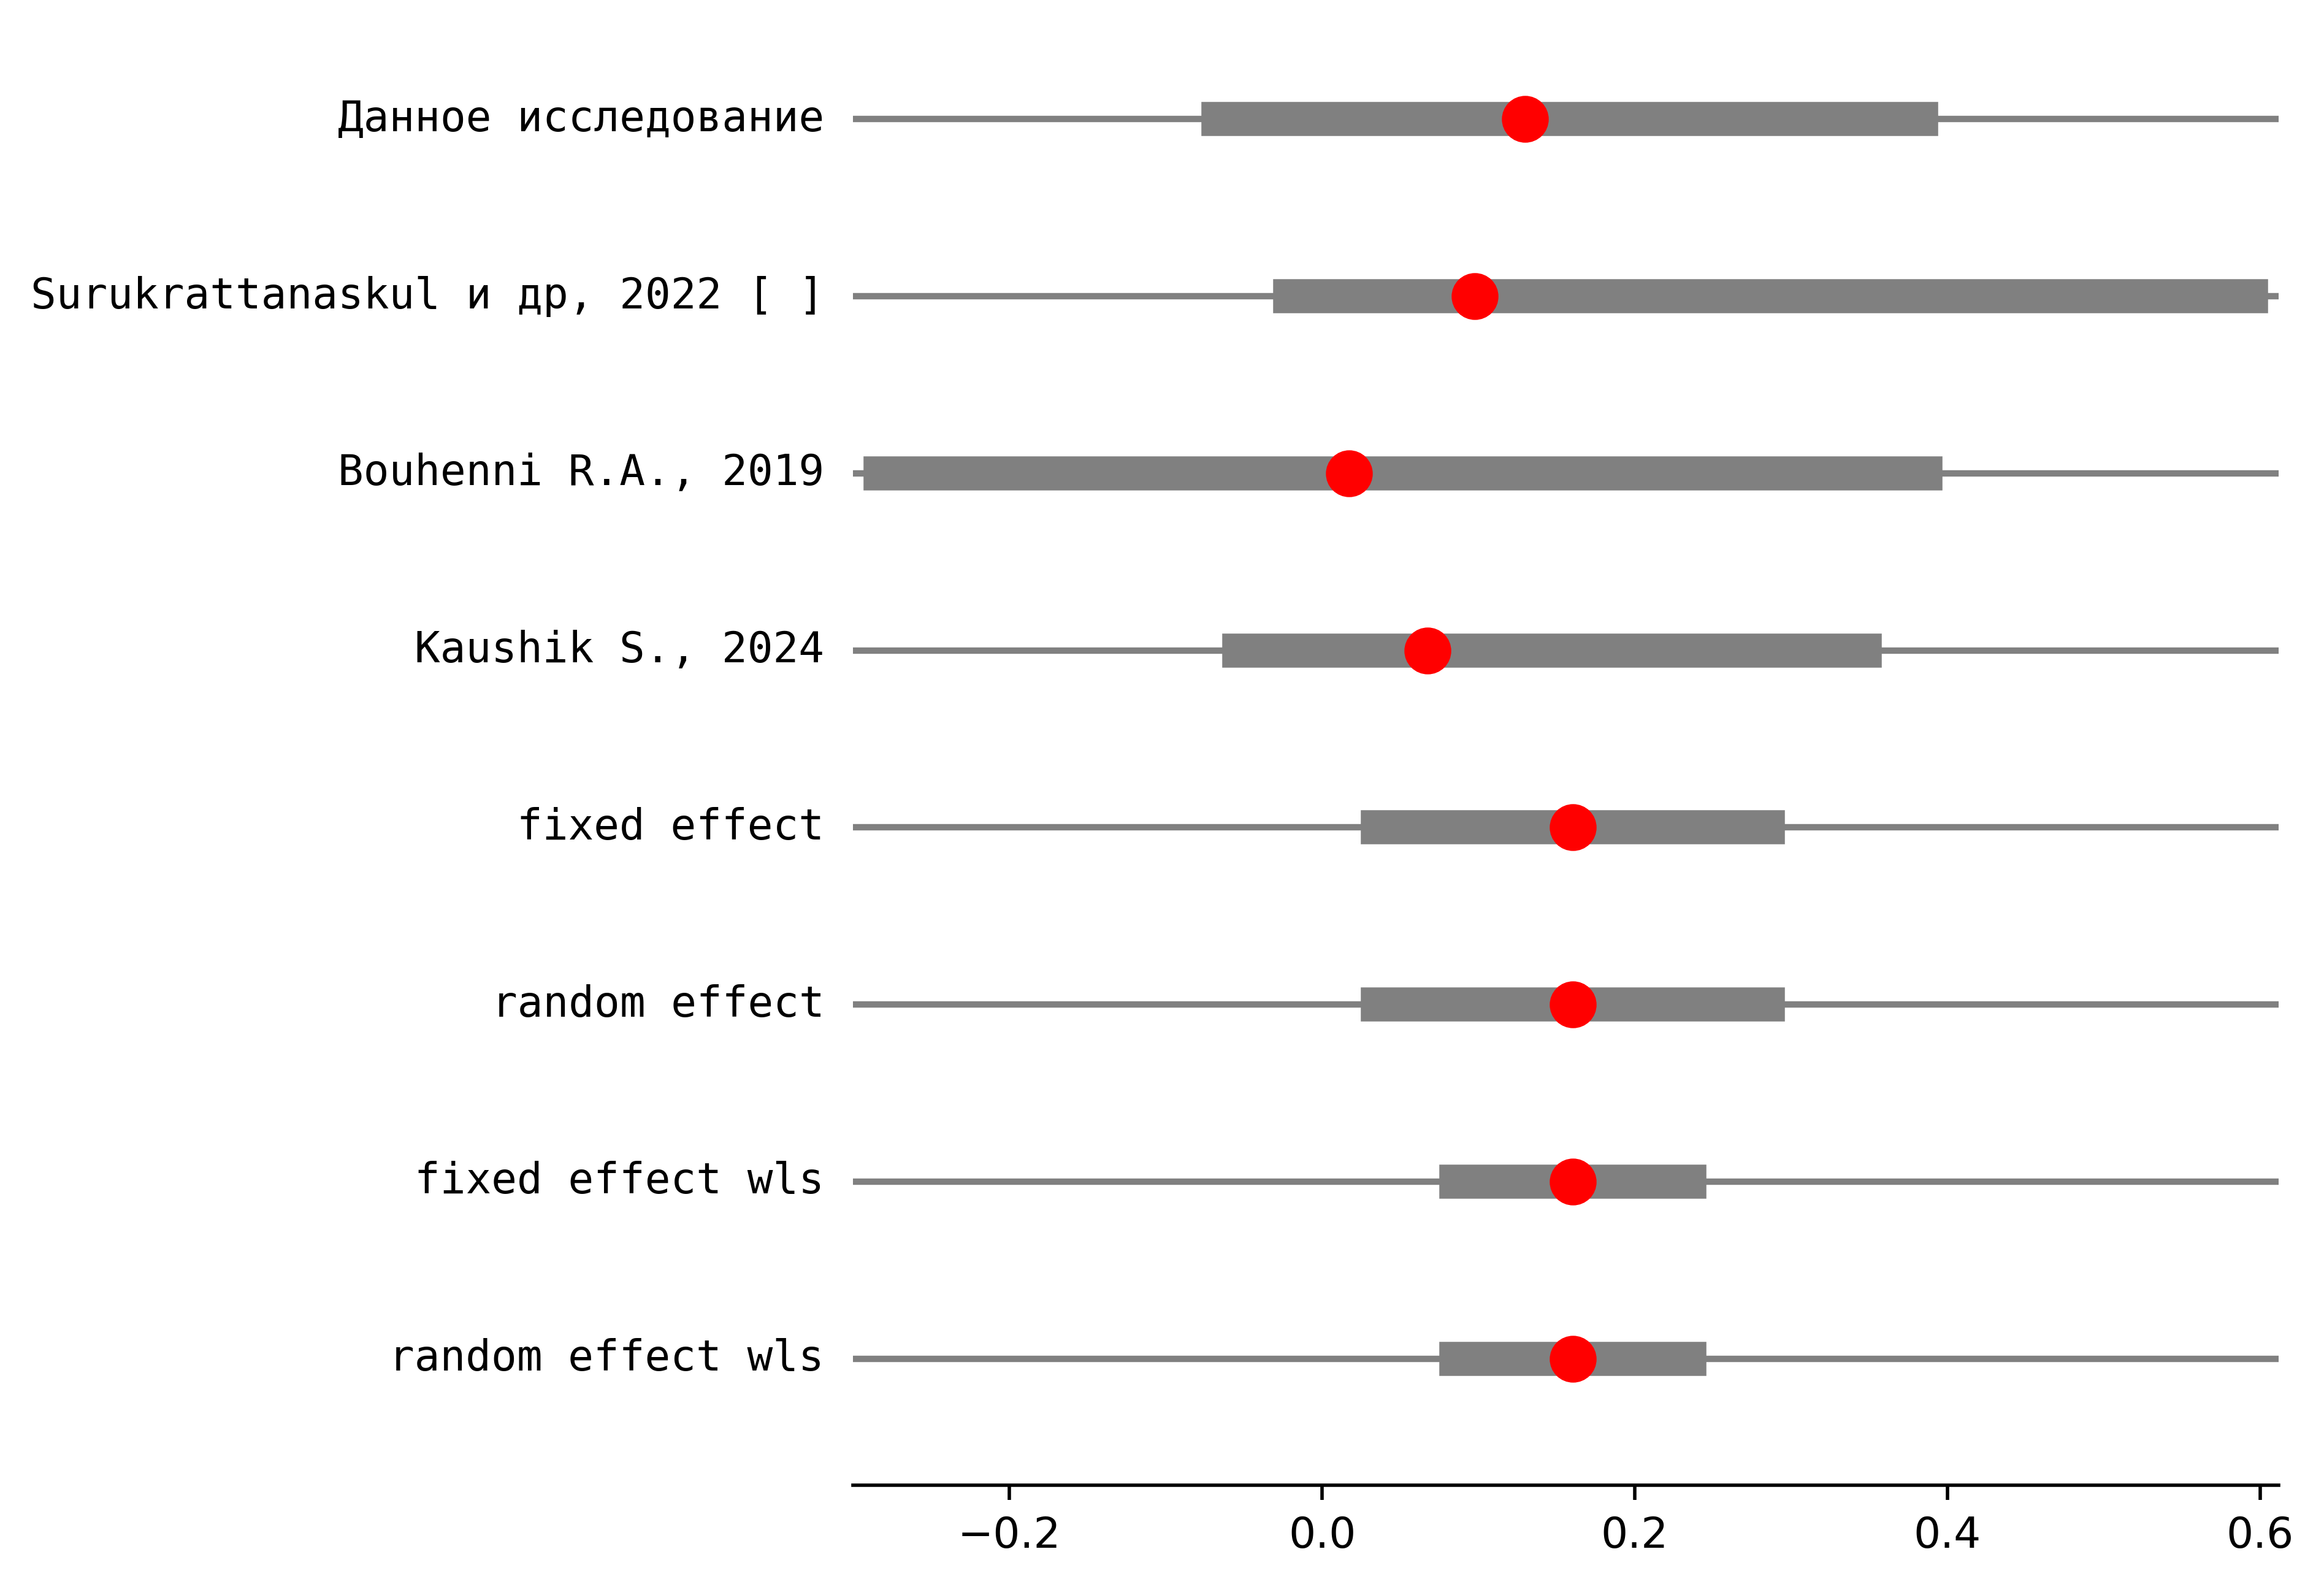 Данное исследование
Surukrattanaskul и др, 2022 [ ]
Bouhenni R.A., 2019
Kaushik S., 2024
fixed effect
random effect
fixed effect wls
random effect wls
−0.2 0.0 0.2 0.4 0.6